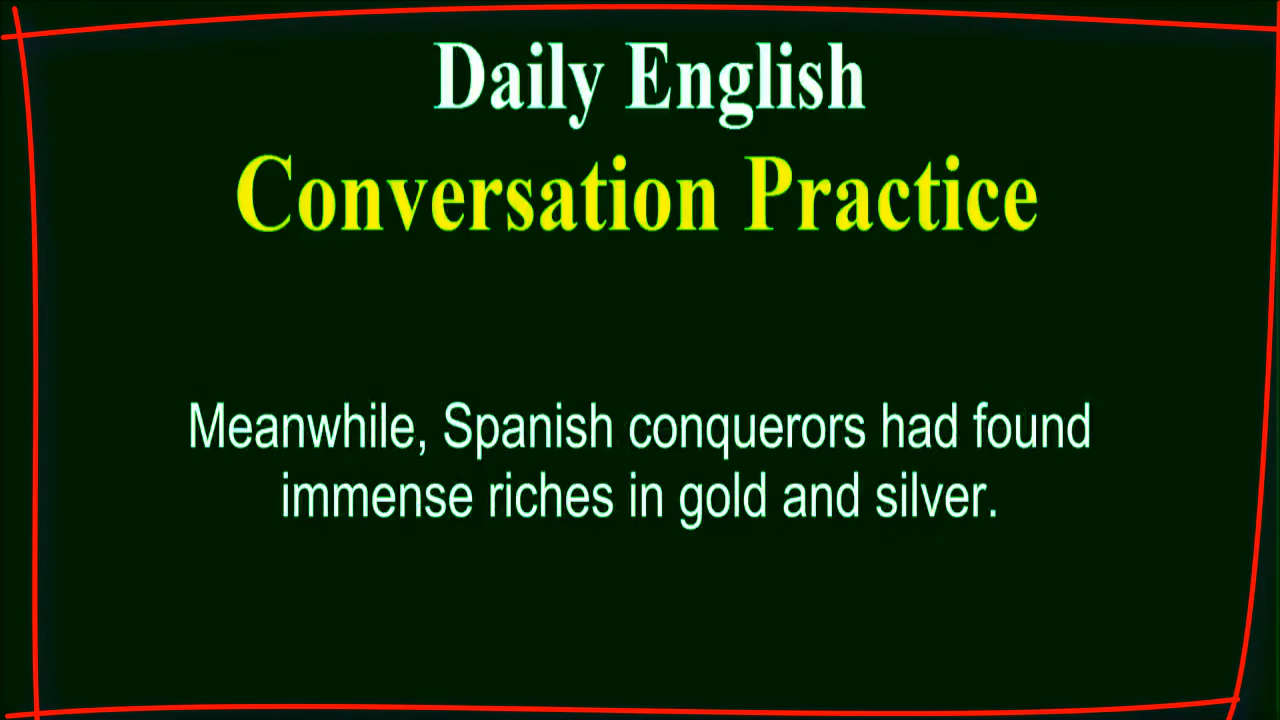 Daily English
Conversation Practice
Meanwhile, Spanish conquerors had found
immense riches in gold and silver.